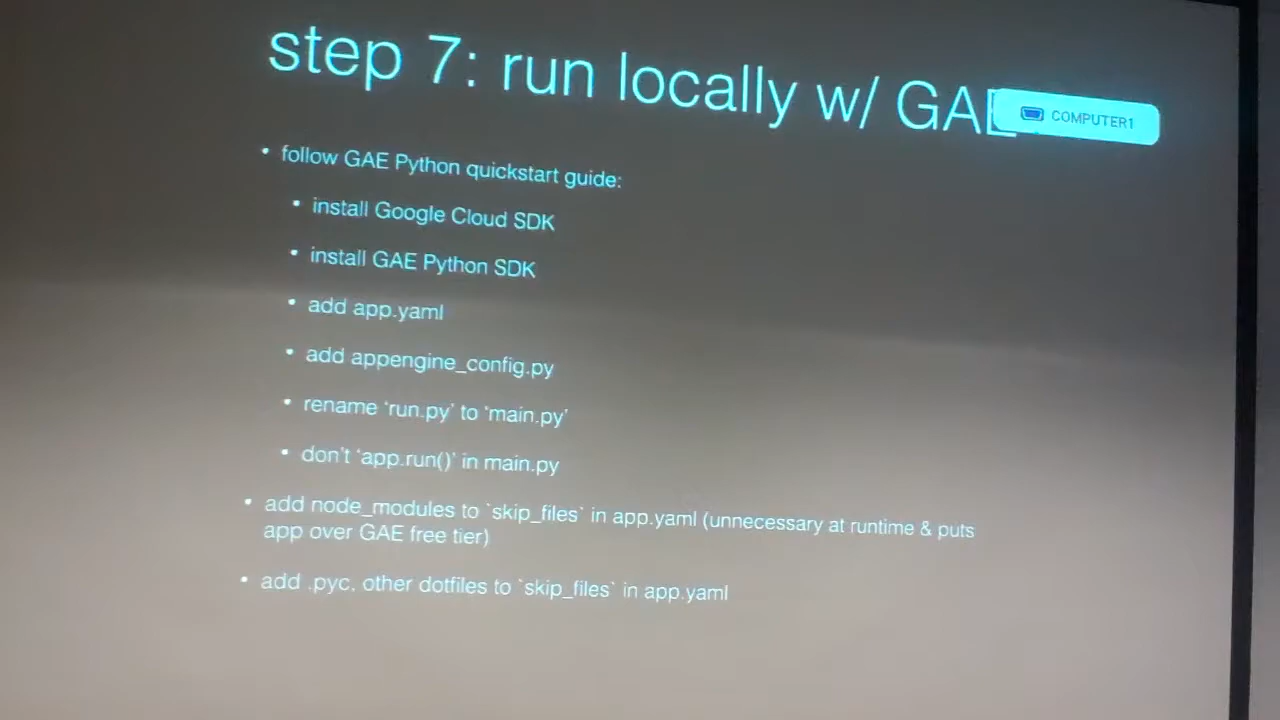 step 7: run locally w/ GAE
COMPUTER1
• follow GAE Python quickstart guide:
• install Google Cloud SDK
• install GAE Python SDK
• add app.yaml
• add appengine_config.py
• rename ‘run.py’ to ‘main.py’
• don’t ‘app.run()’ in main.py
• add node_modules to `skip_files` in app.yaml (unnecessary at runtime & puts
app over GAE free tier)
• add .pyc, other dotfiles to `skip_files` in app.yaml